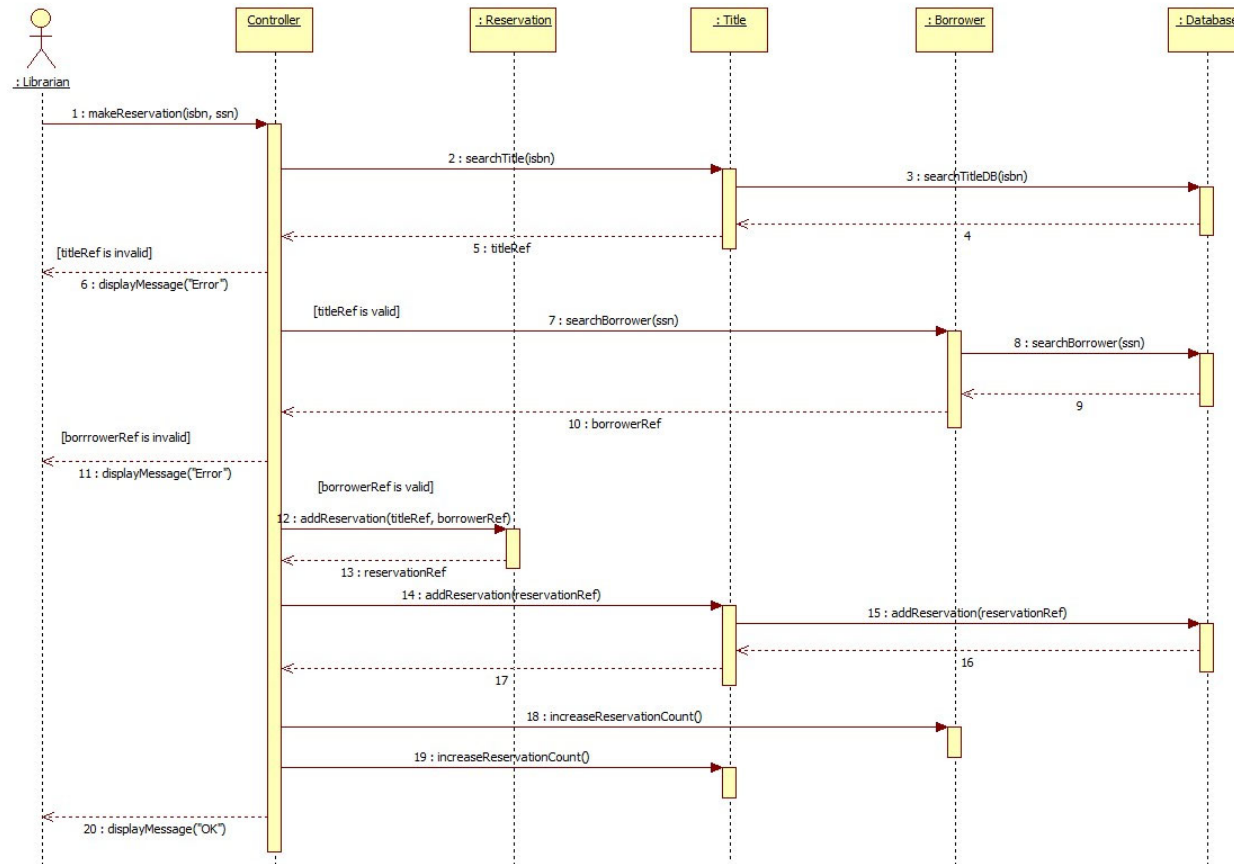 Controller
: Reservation
: Title
: Borrower
: Database
: Librarian
1 : makeReservation(isbn, ssn)
2 : searchTitle(isbn)
3 : searchTitleDB(isbn)
4
5 : titleRef
[titleRef is invalid]
6 : displayMessage("Error")
[titleRef is valid]
7 : searchBorrower(ssn)
8 : searchBorrower(ssn)
9
10 : borrowerRef
[borrrowerRef is invalid]
11 : displayMessage("Error")
[borrowerRef is valid]
12 : addReservation(titleRef, borrowerRef)
13 : reservationRef
14 : addReservation(reservationRef)
15 : addReservation(reservationRef)
16
17
18 : increaseReservationCount()
19 : increaseReservationCount()
20 : displayMessage("OK")